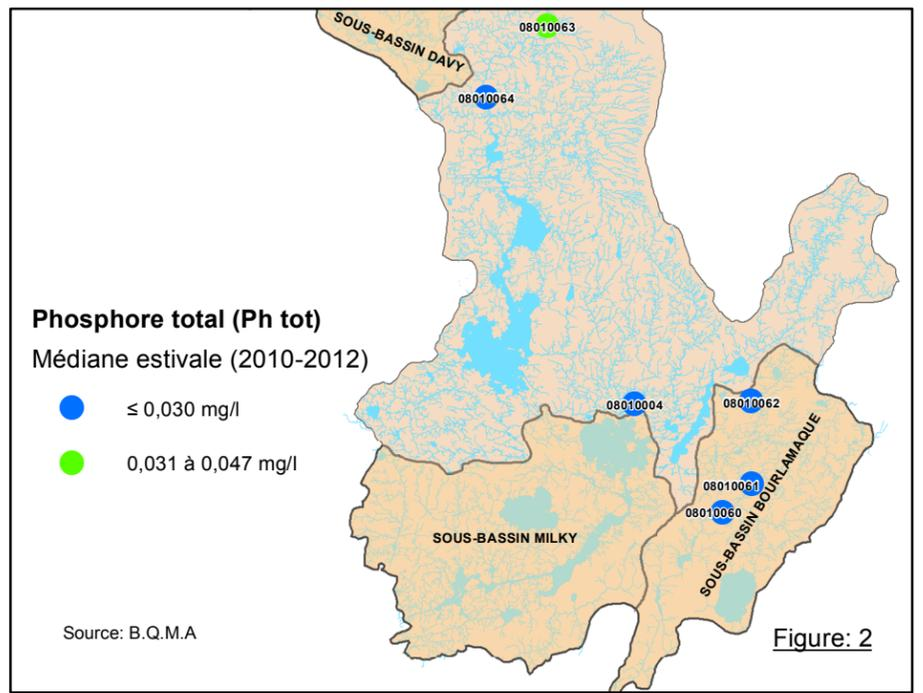 SOUS-BASSIN DAVY
08010063
08010064
Phosphore total (Ph tot)
Médiane estivale (2010-2012)
≤ 0,030 mg/l
0,031 à 0,047 mg/l
08010004
08010062
08010061
08010060
SOUS-BASSIN BOURLAMAQUE
SOUS-BASSIN MILKY
Source: B.Q.M.A
Figure: 2